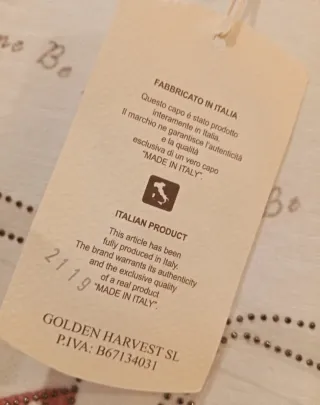 Be
FABBRICATO IN ITALIA
Questo capo é stato prodotto
interamente in Italia.
Il marchio ne garantisce l'autenticità
e la qualità
esclusiva di un vero capo
"MADE IN ITALY".
Be
ITALIAN PRODUCT
This article has been
fully produced in Italy.
The brand warrants its authenticity
and the exclusive quality
of a real product
"MADE IN ITALY".
2119
GOLDEN HARVEST SL
P.IVA: B67134031